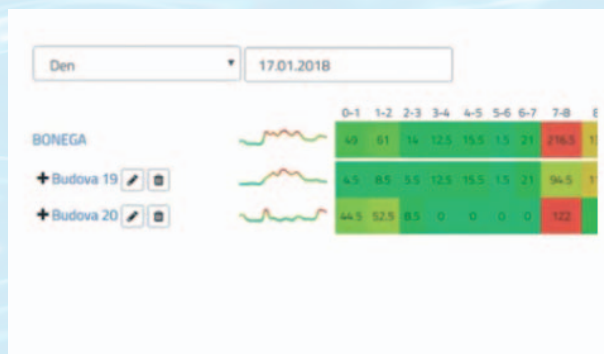 Den 17.01.2018
0-1 1-2 2-3 3-4 4-5 5-6 6-7 7-8
BONEGA 49 61 14 12.5 15.5 1.5 21 216.5
Budova 19 4.5 8.5 5.5 12.5 15.5 1.5 21 94.5
Budova 20 44.5 52.5 8.5 0 0 0 0 122